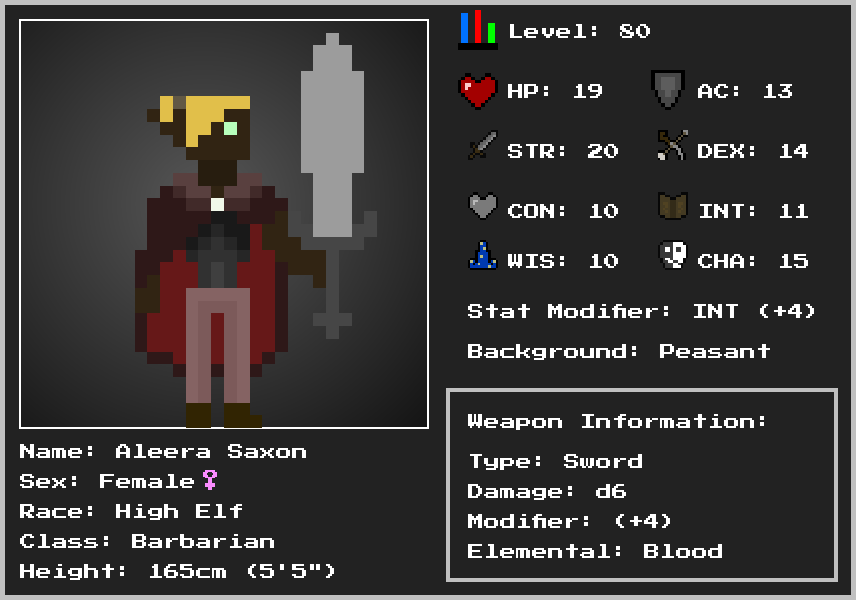 Level: 80
HP: 19 AC: 13
STR: 20 DEX: 14
CON: 10 INT: 11
WIS: 10 CHA: 15
Stat Modifier: INT (+4)
Background: Peasant
Weapon Information:
Type: Sword
Damage: d6
Modifier: (+4)
Elemental: Blood
Name: Aleera Saxon
Sex: Female♀
Race: High Elf
Class: Barbarian
Height: 165cm (5'5")